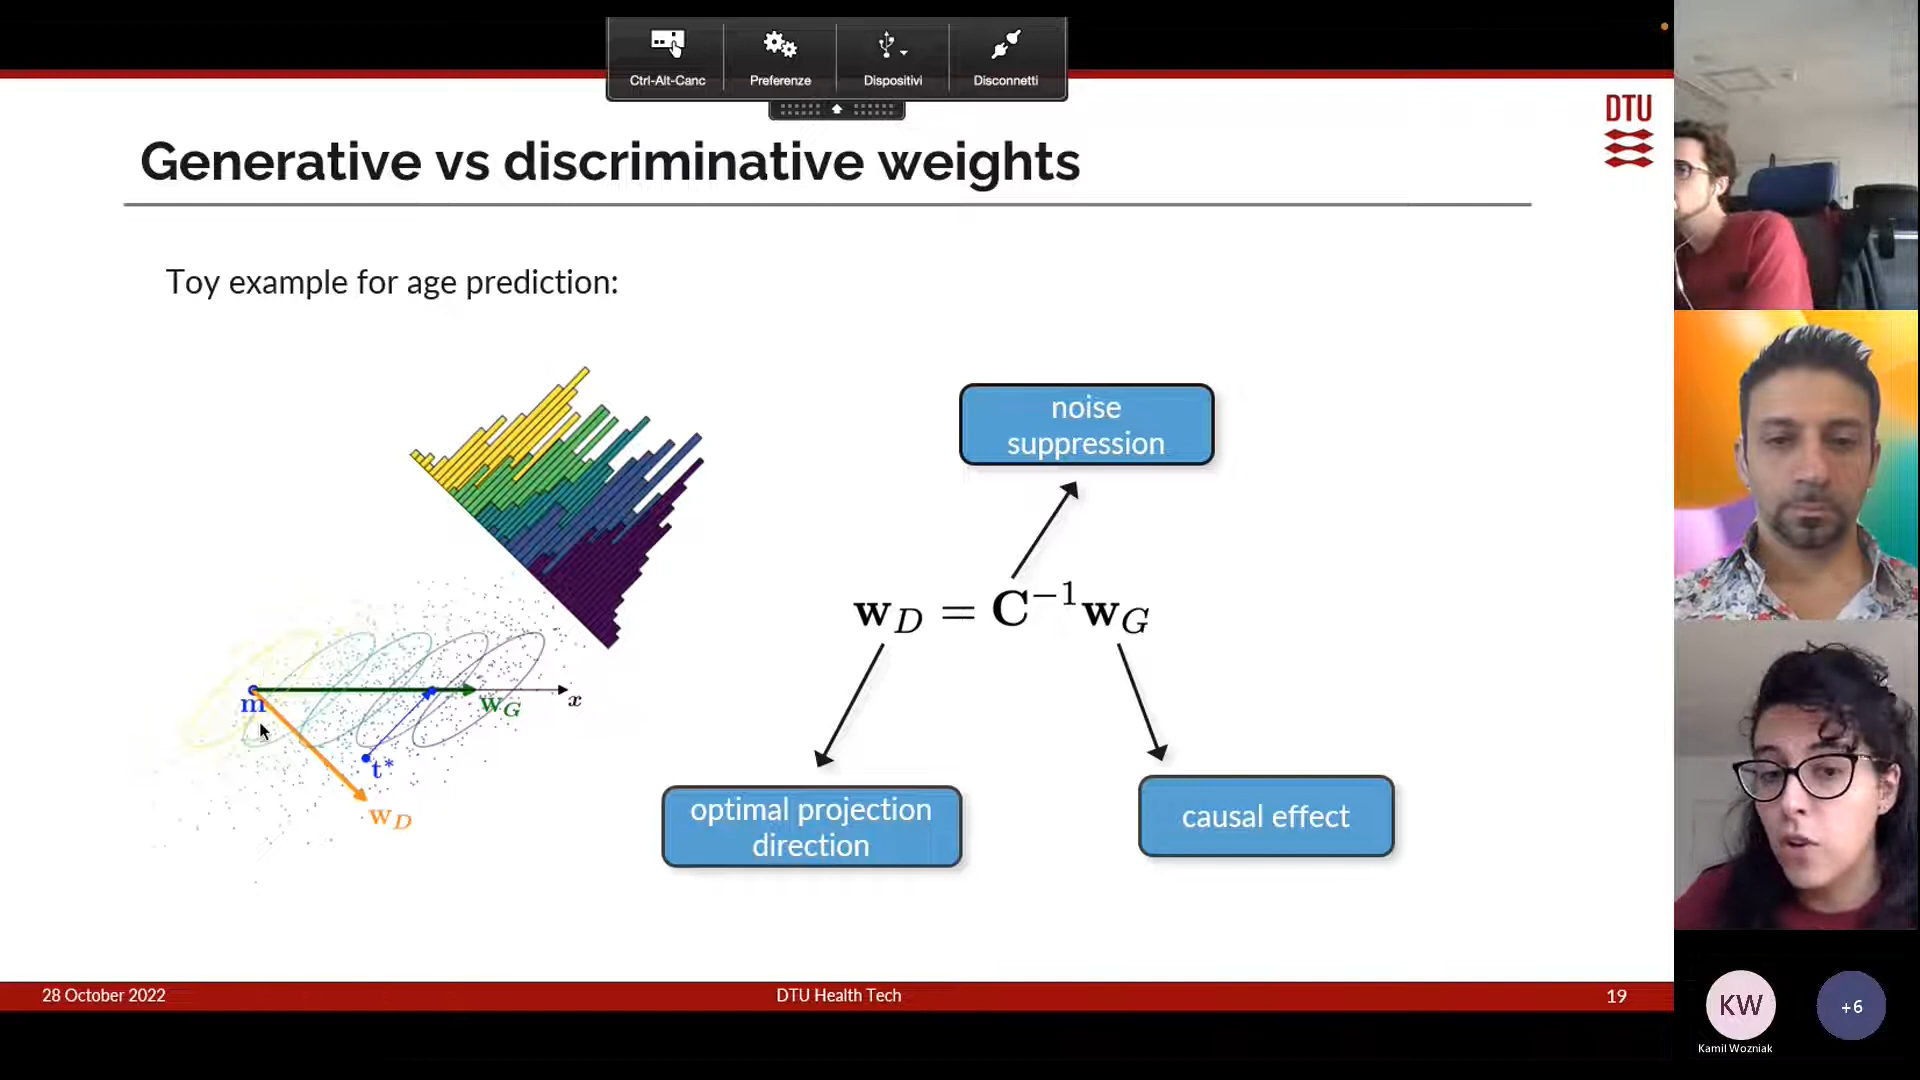 Ctrl-Alt-Canc
Preferenze
Dispositivi
Disconnetti
DTU
Generative vs discriminative weights
Toy example for age prediction:
noise
suppression
w_D = C^{-1}w_G
m
w_G
x
t*
w_D
optimal projection
direction
causal effect
28 October 2022
DTU Health Tech
19
KW
+6
Kamil Wozniak